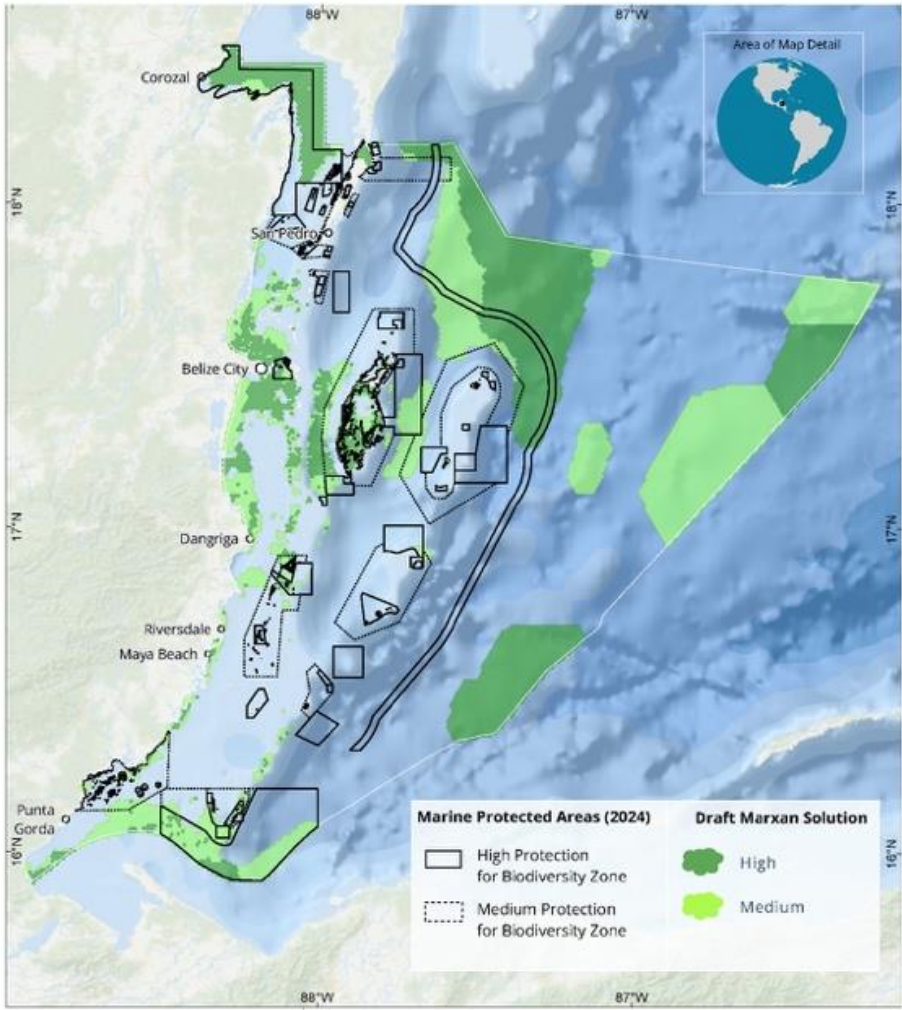 88°W
87°W
Area of Map Detail
Corozal
18°N
18°N
San Pedro
Belize City
17°N
17°N
Dangriga
Riversdale
Maya Beach
Punta
Gorda
16°N
16°N
Marine Protected Areas (2024)
High Protection
for Biodiversity Zone
Medium Protection
for Biodiversity Zone
Draft Marxan Solution
High
Medium
88°W
87°W